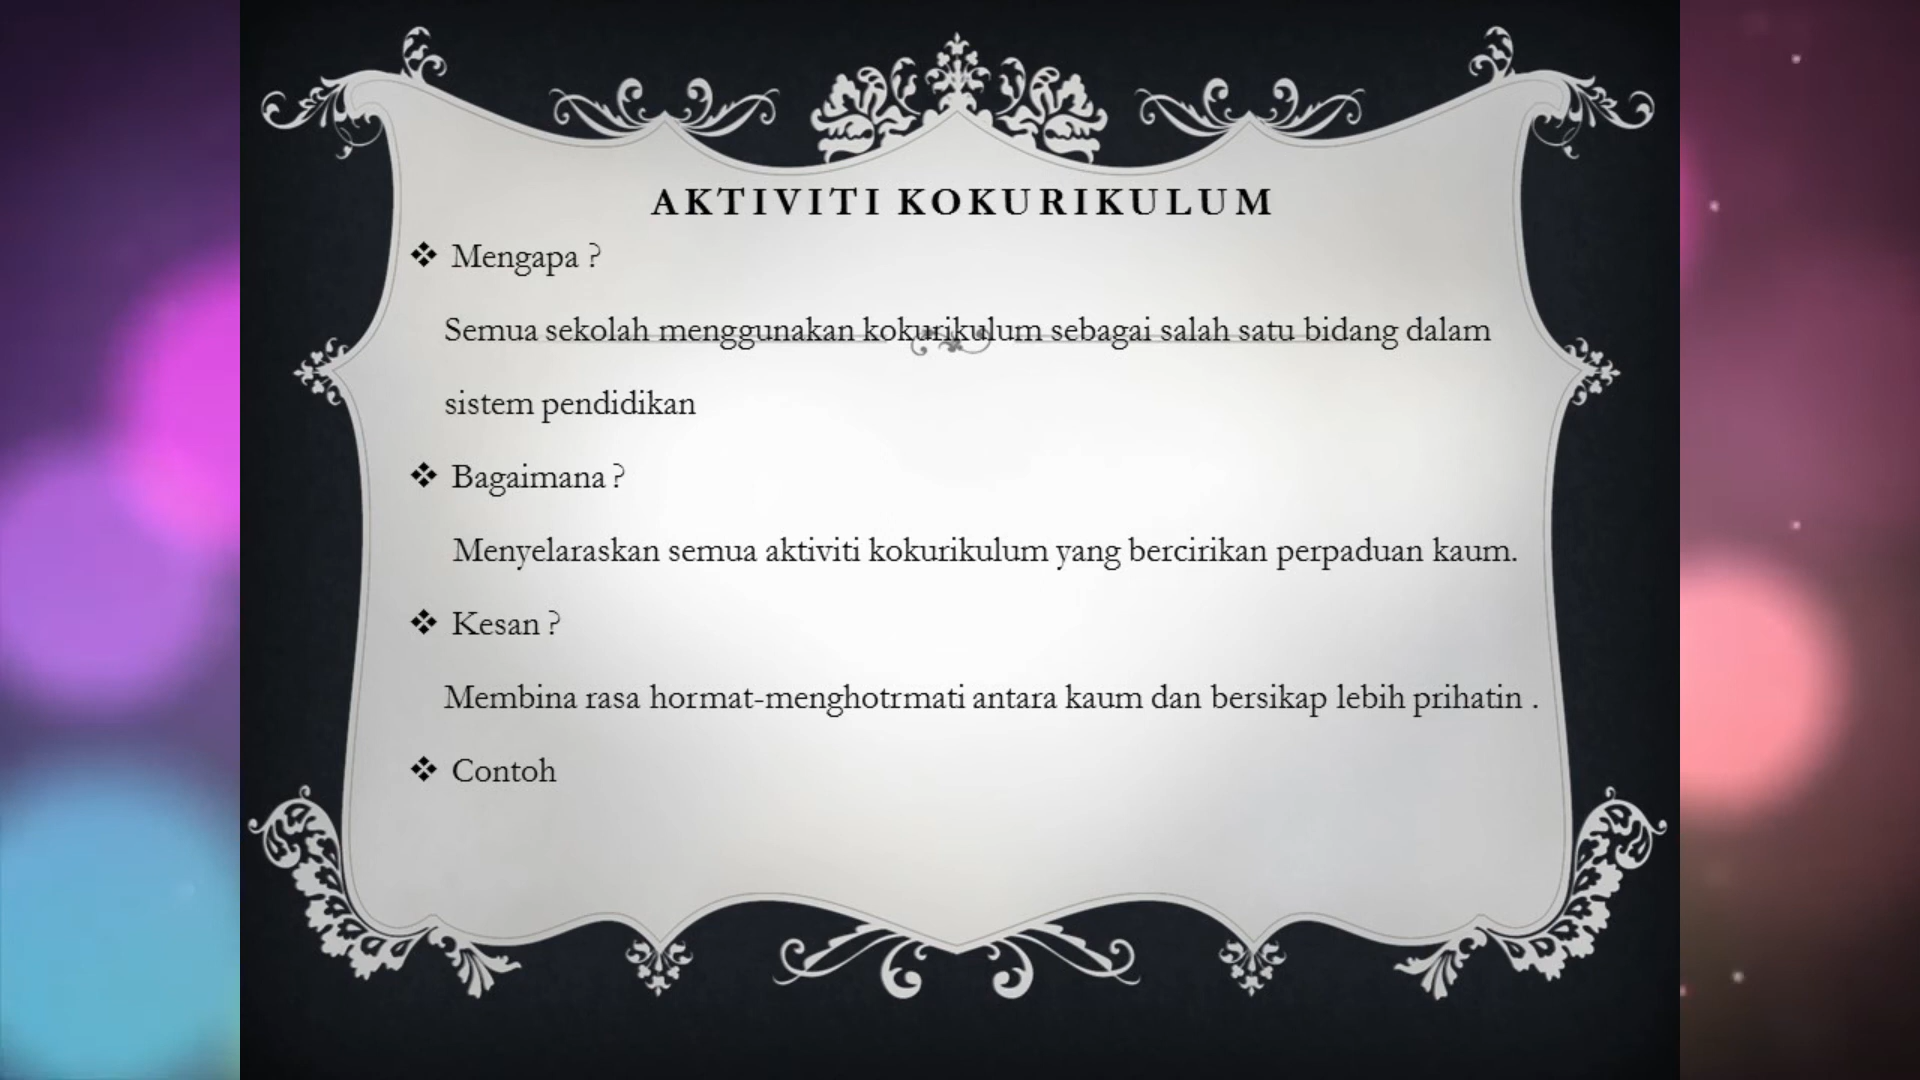 AKTIVITI KOKURIKULUM
❖ Mengapa ?
Semua sekolah menggunakan kokurikulum sebagai salah satu bidang dalam
sistem pendidikan
❖ Bagaimana ?
Menyelaraskan semua aktiviti kokurikulum yang bercirikan perpaduan kaum.
❖ Kesan ?
Membina rasa hormat-menghotrmati antara kaum dan bersikap lebih prihatin .
❖ Contoh